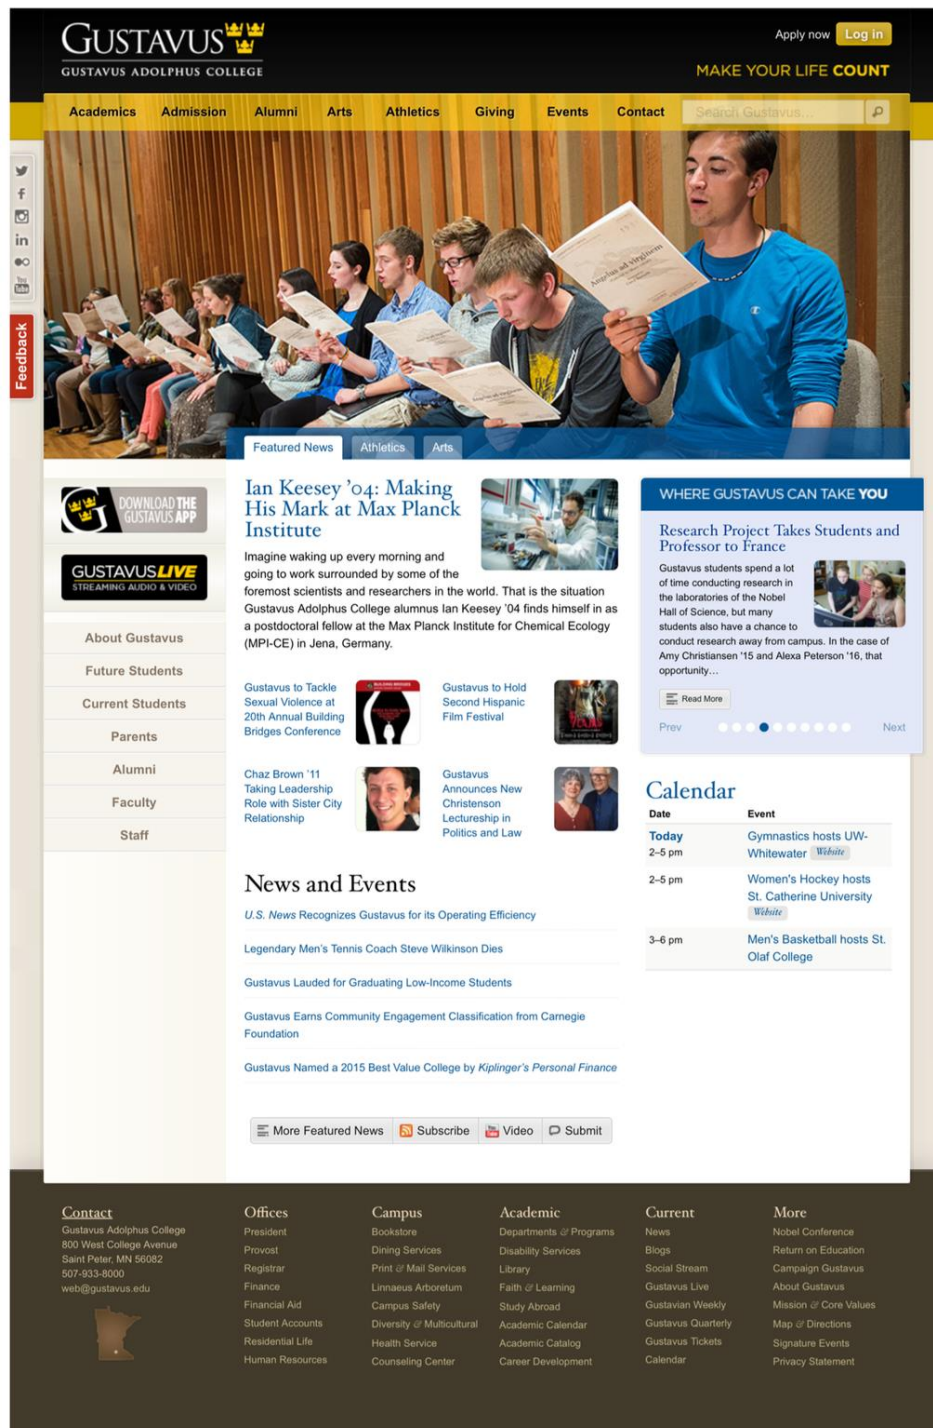 GUSTAVUS
GUSTAVUS ADOLPHUS COLLEGE
Apply now Log in
MAKE YOUR LIFE COUNT
Academics Admission Alumni Arts Athletics Giving Events Contact Search Gustavus...
Angelus ad virginem
You
Tube
Feedback
Featured News Athletics Arts
DOWNLOAD THE
GUSTAVUS APP
GUSTAVUS LIVE
STREAMING AUDIO & VIDEO
About Gustavus
Future Students
Current Students
Parents
Alumni
Faculty
Staff
Ian Keesey ’04: Making
His Mark at Max Planck
Institute
Imagine waking up every morning and
going to work surrounded by some of the
foremost scientists and researchers in the world. That is the situation
Gustavus Adolphus College alumnus Ian Keesey '04 finds himself in as
a postdoctoral fellow at the Max Planck Institute for Chemical Ecology
(MPI-CE) in Jena, Germany.
Gustavus to Tackle
Sexual Violence at
20th Annual Building
Bridges Conference
BUILDING BRIDGES
Gustavus to Hold
Second Hispanic
Film Festival
Chaz Brown '11
Taking Leadership
Role with Sister City
Relationship
Gustavus
Announces New
Christenson
Lectureship in
Politics and Law
News and Events
U.S. News Recognizes Gustavus for its Operating Efficiency
Legendary Men's Tennis Coach Steve Wilkinson Dies
Gustavus Lauded for Graduating Low-Income Students
Gustavus Earns Community Engagement Classification from Carnegie
Foundation
Gustavus Named a 2015 Best Value College by Kiplinger's Personal Finance
More Featured News Subscribe Video Submit
WHERE GUSTAVUS CAN TAKE YOU
Research Project Takes Students and
Professor to France
Gustavus students spend a lot
of time conducting research in
the laboratories of the Nobel
Hall of Science, but many
students also have a chance to
conduct research away from campus. In the case of
Amy Christiansen '15 and Alexa Peterson '16, that
opportunity…
Read More
Prev Next
Calendar
Date Event
Today Gymnastics hosts UW-
2–5 pm Whitewater Website
2–5 pm Women's Hockey hosts
St. Catherine University
Website
3–6 pm Men's Basketball hosts St.
Olaf College
Contact
Gustavus Adolphus College
800 West College Avenue
Saint Peter, MN 56082
507-933-8000
web@gustavus.edu
Offices
President
Provost
Registrar
Finance
Financial Aid
Student Accounts
Residential Life
Human Resources
Campus
Bookstore
Dining Services
Print & Mail Services
Linnaeus Arboretum
Campus Safety
Diversity & Multicultural
Health Service
Counseling Center
Academic
Departments & Programs
Disability Services
Library
Faith & Learning
Study Abroad
Academic Calendar
Academic Catalog
Career Development
Current
News
Blogs
Social Stream
Gustavus Live
Gustavian Weekly
Gustavus Quarterly
Gustavus Tickets
Calendar
More
Nobel Conference
Return on Education
Campaign Gustavus
About Gustavus
Mission & Core Values
Map & Directions
Signature Events
Privacy Statement